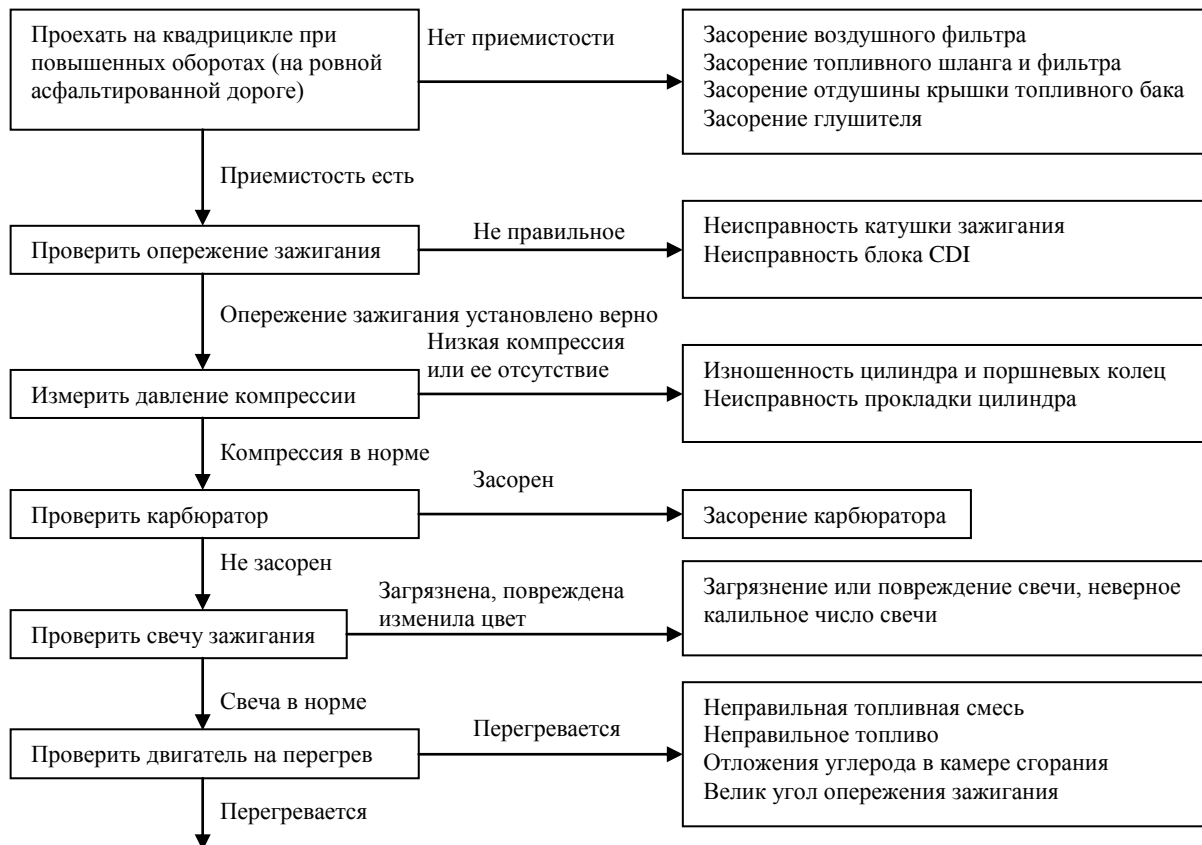 Проехать на квадрицикле при
повышенных оборотах (на ровной
асфальтированной дороге)
Нет приемистости
Засорение воздушного фильтра
Засорение топливного шланга и фильтра
Засорение отдушины крышки топливного бака
Засорение глушителя
Приемистость есть
Проверить опережение зажигания
Не правильное
Неисправность катушки зажигания
Неисправность блока CDI
Опережение зажигания установлено верно
Низкая компрессия
или ее отсутствие
Измерить давление компрессии
Изношенность цилиндра и поршневых колец
Неисправность прокладки цилиндра
Компрессия в норме
Проверить карбюратор
Засорен
Засорение карбюратора
Не засорен
Проверить свечу зажигания
Загрязнена, повреждена
изменила цвет
Загрязнение или повреждение свечи, неверное
калильное число свечи
Свеча в норме
Проверить двигатель на перегрев
Перегревается
Неправильная топливная смесь
Неправильное топливо
Отложения углерода в камере сгорания
Велик угол опережения зажигания
Перегревается